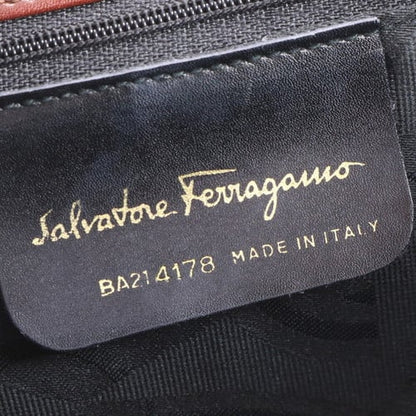 Salvatore Ferragamo
BA214178 MADE IN ITALY